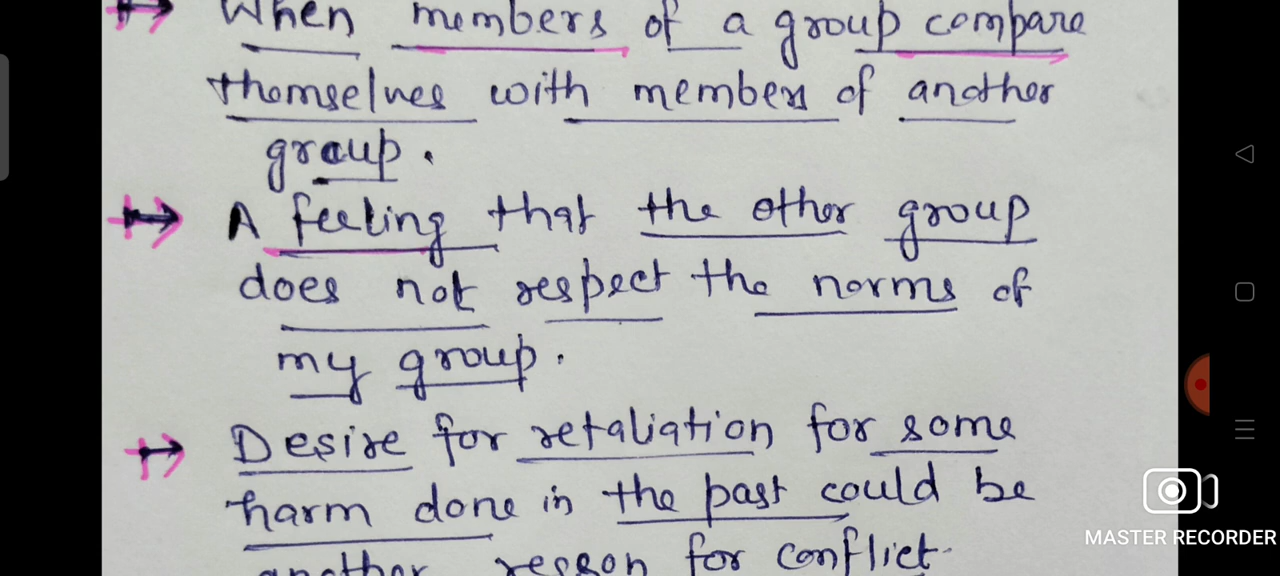 When members of a group compare
themselves with members of another
group.
A feeling that the other group
does not respect the norms of
my group.
Desire for retaliation for some
harm done in the past could be
another reason for conflict.
MASTER RECORDER